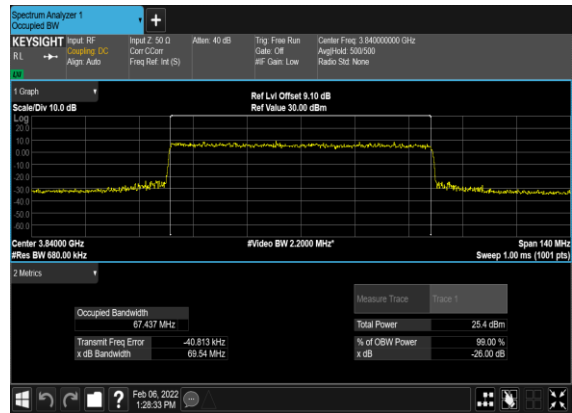 Spectrum Analyzer 1
Occupied BW
KEYSIGHT Input: RF Input Z: 50 Ω Atten: 40 dB Trig: Free Run Center Freq: 3.840000000 GHz
RL Coupling: DC Corr CCorr Gate: Off Avg|Hold: 500/500
Align: Auto Freq Ref: Int (S) #IF Gain: Low Radio Std: None
LXI
1 Graph
Ref Lvl Offset 9.10 dB
Scale/Div 10.0 dB Ref Value 30.00 dBm
Log
20.0
10.0
0.00
-10.0
-20.0
-30.0
-40.0
-50.0
-60.0
Center 3.84000 GHz #Video BW 2.2000 MHz* Span 140 MHz
#Res BW 680.00 kHz Sweep 1.00 ms (1001 pts)
2 Metrics
Measure Trace Trace 1
Occupied Bandwidth
67.437 MHz
Total Power 25.4 dBm
Transmit Freq Error -40.813 kHz % of OBW Power 99.00 %
x dB Bandwidth 69.54 MHz x dB -26.00 dB
? Feb 06, 2022
1:28:33 PM